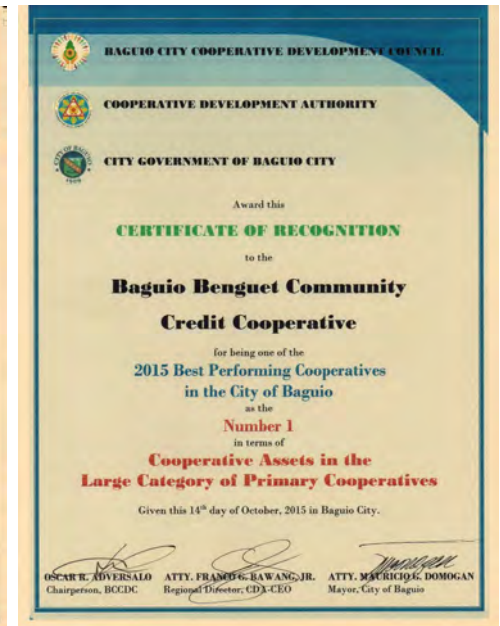 BAGUIO CITY COOPERATIVE DEVELOPMENT COUNCIL
COOPERATIVE DEVELOPMENT AUTHORITY
CITY OF BAGUIO
1909
CITY GOVERNMENT OF BAGUIO CITY
Award this
CERTIFICATE OF RECOGNITION
to the
Baguio Benguet Community
Credit Cooperative
for being one of the
2015 Best Performing Cooperatives
in the City of Baguio
as the
Number 1
in terms of
Cooperative Assets in the
Large Category of Primary Cooperatives
Given this 14th day of October, 2015 in Baguio City.
OSCAR R. ADVERSALO ATTY. FRANCO G. BAWANG, JR. ATTY. MAURICIO G. DOMOGAN
Chairperson, BCCDC Regional Director, CDA-CEO Mayor, City of Baguio